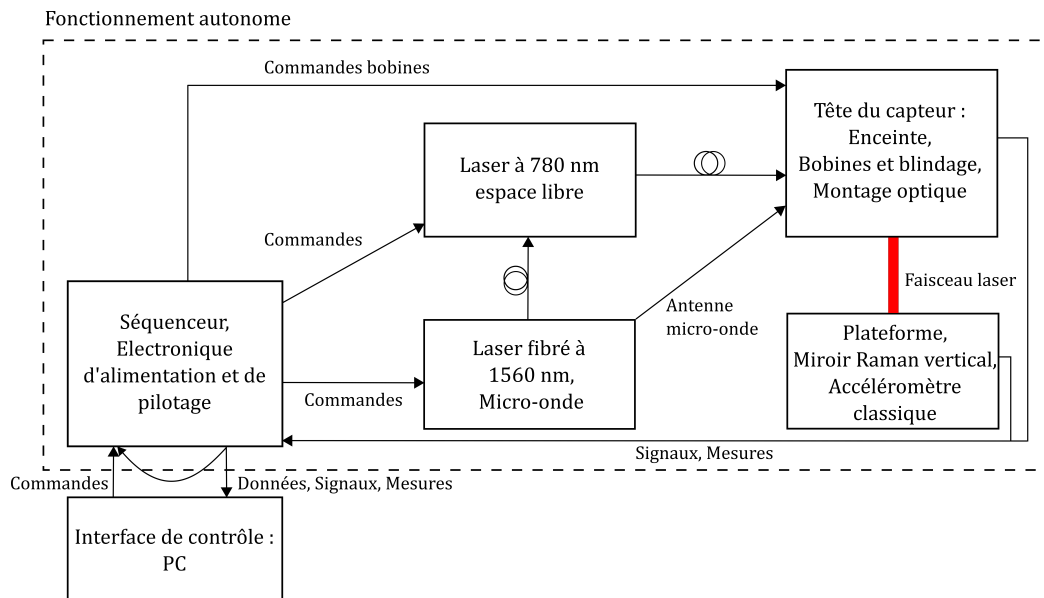 Fonctionnement autonome
Commandes bobines
Tête du capteur :
Enceinte,
Bobines et blindage,
Montage optique
Laser à 780 nm
espace libre
Commandes
Faisceau laser
Antenne
micro-onde
Séquenceur,
Electronique
d'alimentation et de
pilotage
Laser fibré à
1560 nm,
Micro-onde
Plateforme,
Miroir Raman vertical,
Accéléromètre
classique
Commandes
Signaux, Mesures
Commandes
Données, Signaux, Mesures
Interface de contrôle :
PC